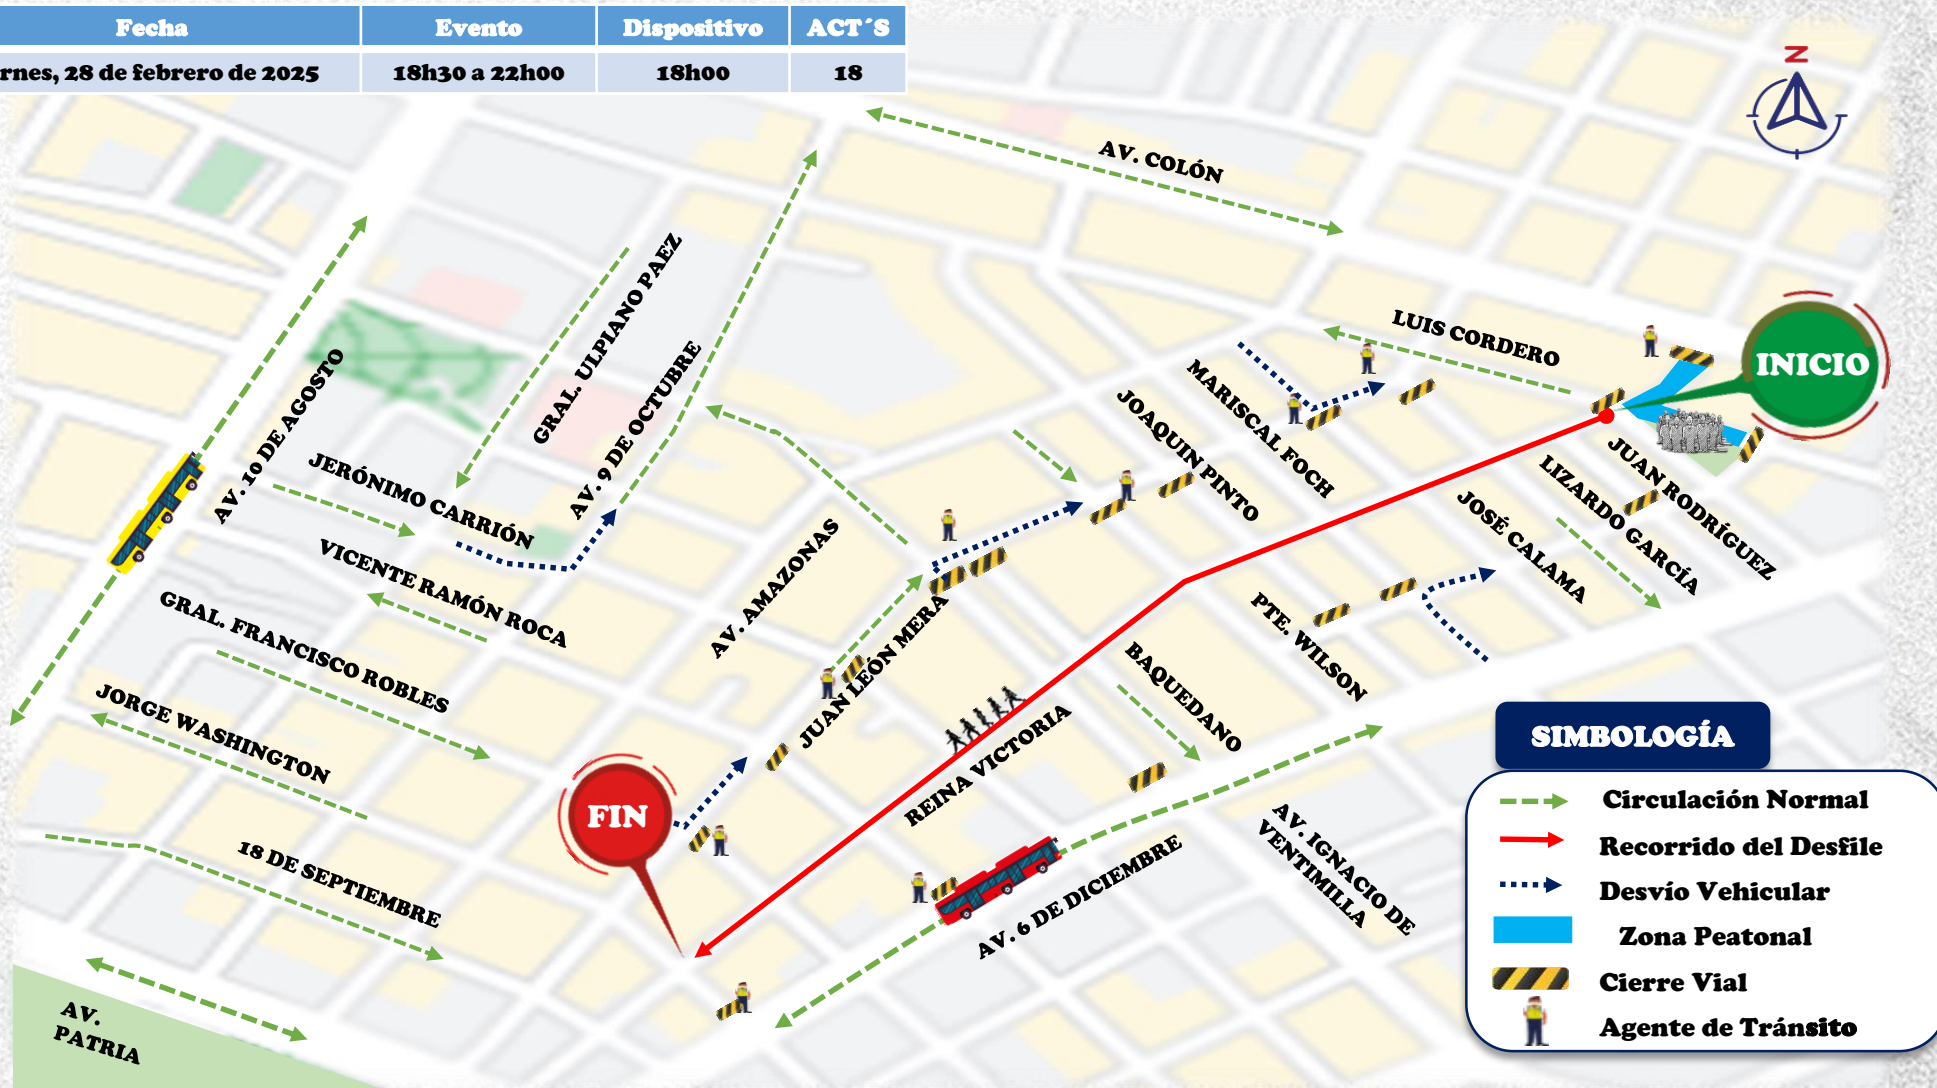 Fecha Evento Dispositivo ACT´S
rnes, 28 de febrero de 2025 18h30 a 22h00 18h00 18
N
AV. COLÓN
GRAL. ULPIANO PAEZ
AV. 9 DE OCTUBRE
AV. 10 DE AGOSTO
LUIS CORDERO
INICIO
MARISCAL FOCH
JOAQUIN PINTO
JUAN RODRÍGUEZ
LIZARDO GARCÍA
JOSÉ CALAMA
JERÓNIMO CARRIÓN
VICENTE RAMÓN ROCA
AV. AMAZONAS
GRAL. FRANCISCO ROBLES
JUAN LEÓN MERA
PTE. WILSON
BAQUEDANO
JORGE WASHINGTON
REINA VICTORIA
FIN
18 DE SEPTIEMBRE
AV. 6 DE DICIEMBRE
AV. IGNACIO DE
VENTIMILLA
AV.
PATRIA
SIMBOLOGÍA
Circulación Normal
Recorrido del Desfile
Desvío Vehicular
Zona Peatonal
Cierre Vial
Agente de Tránsito